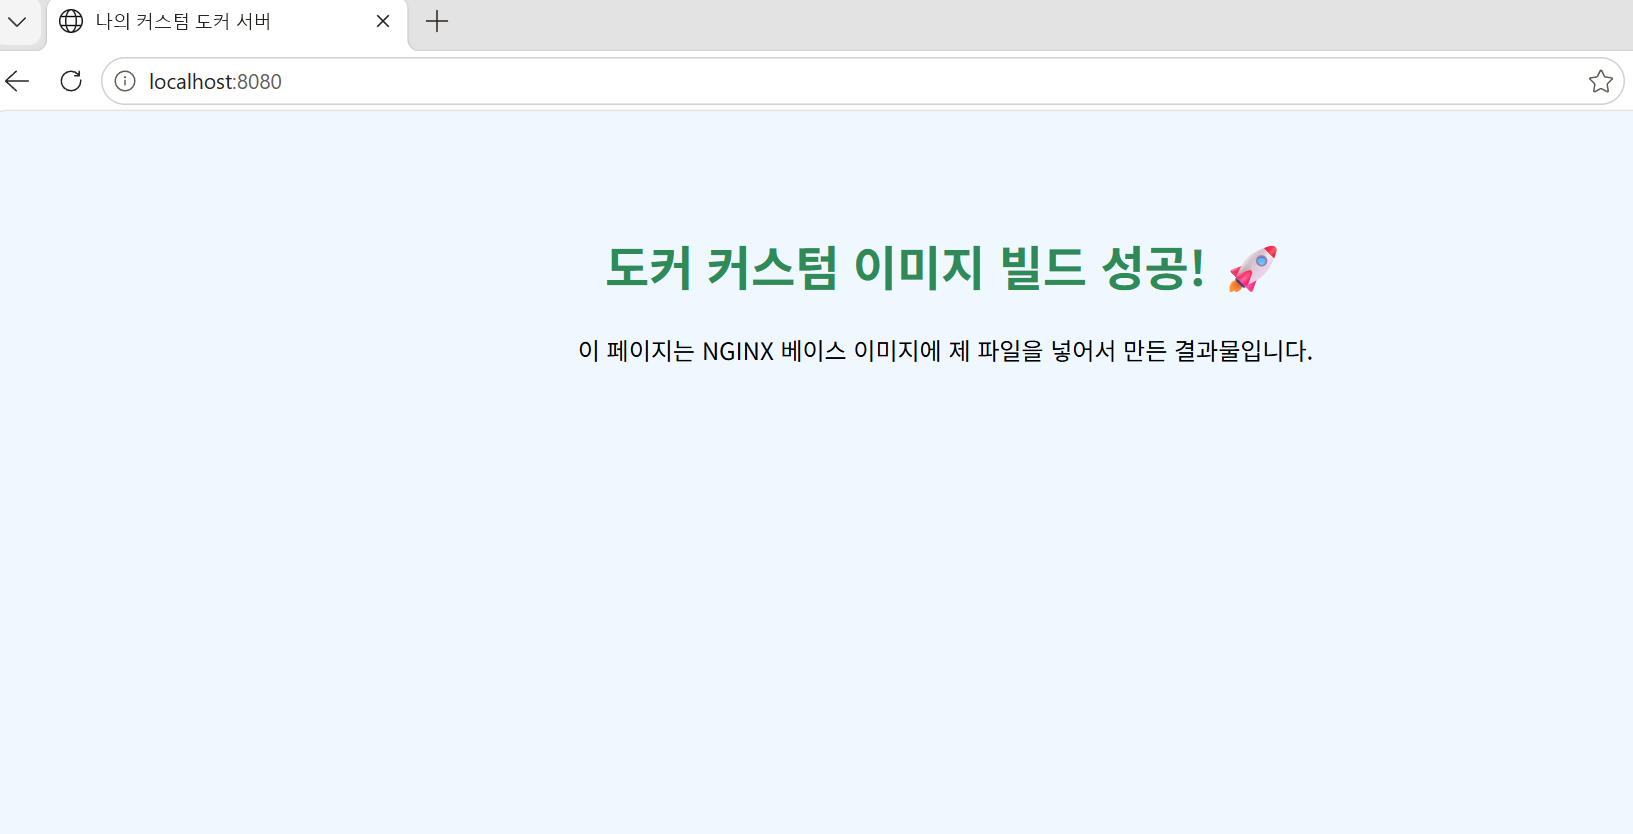 나의 커스텀 도커 서버
localhost:8080
도커 커스텀 이미지 빌드 성공! 🚀
이 페이지는 NGINX 베이스 이미지에 제 파일을 넣어서 만든 결과물입니다.